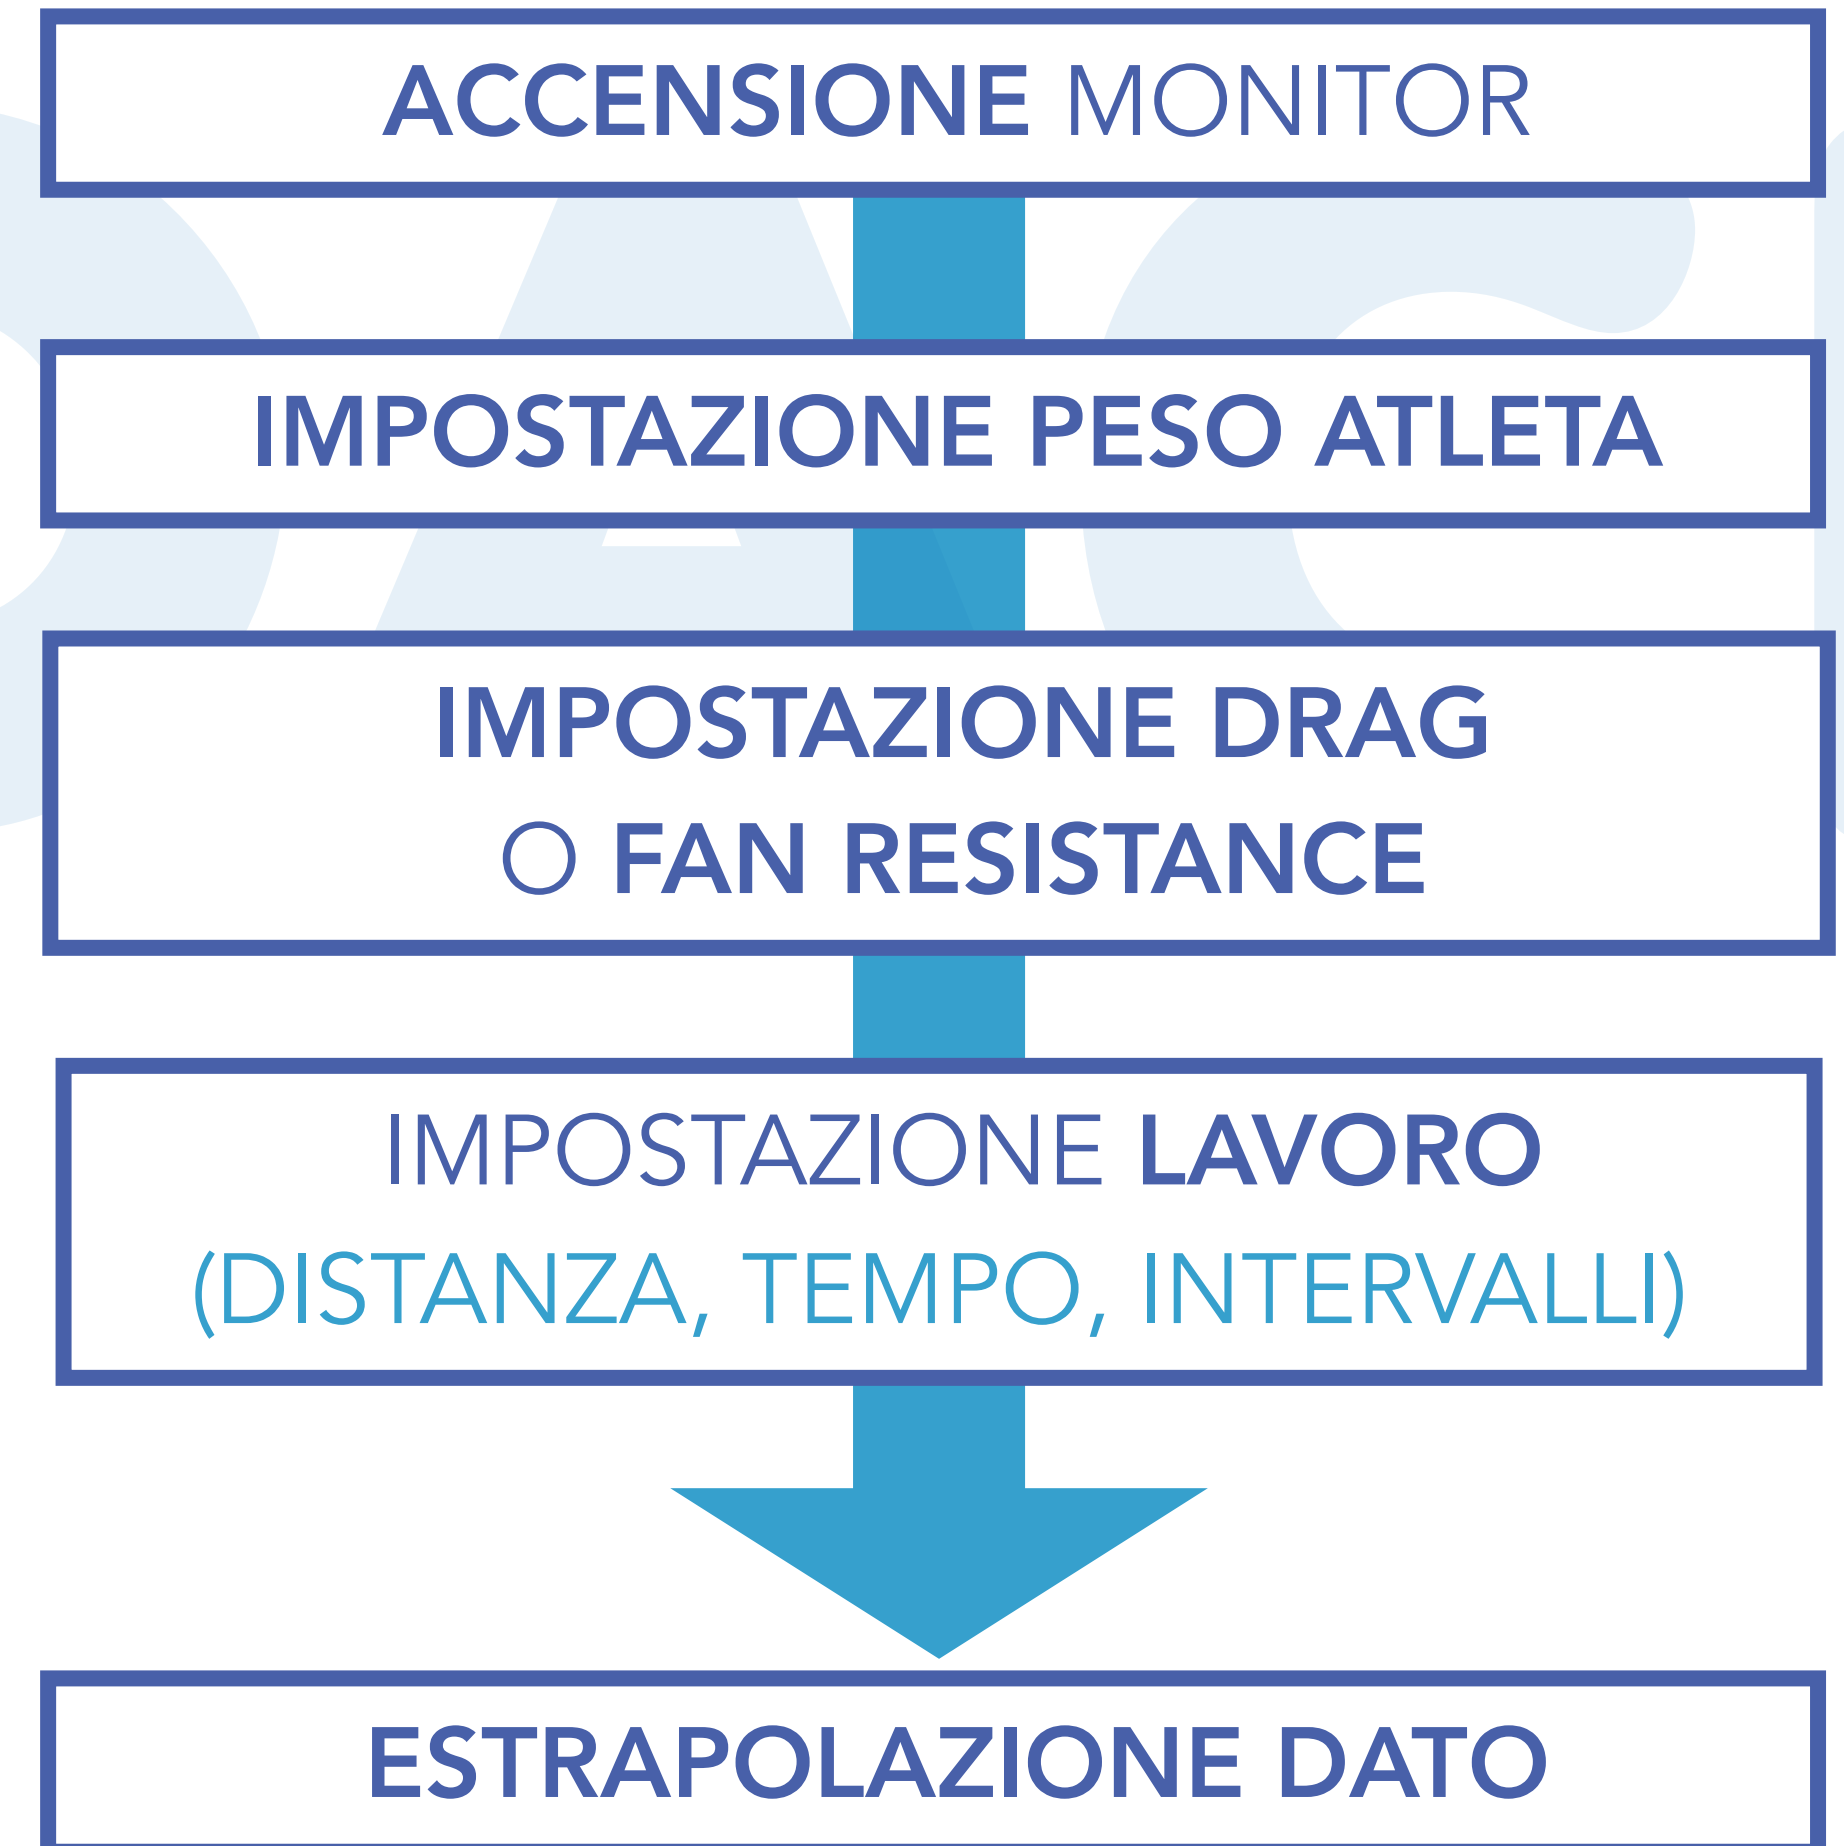 ACCENSIONE MONITOR
IMPOSTAZIONE PESO ATLETA
IMPOSTAZIONE DRAG
O FAN RESISTANCE
IMPOSTAZIONE LAVORO
(DISTANZA, TEMPO, INTERVALLI)
ESTRAPOLAZIONE DATO